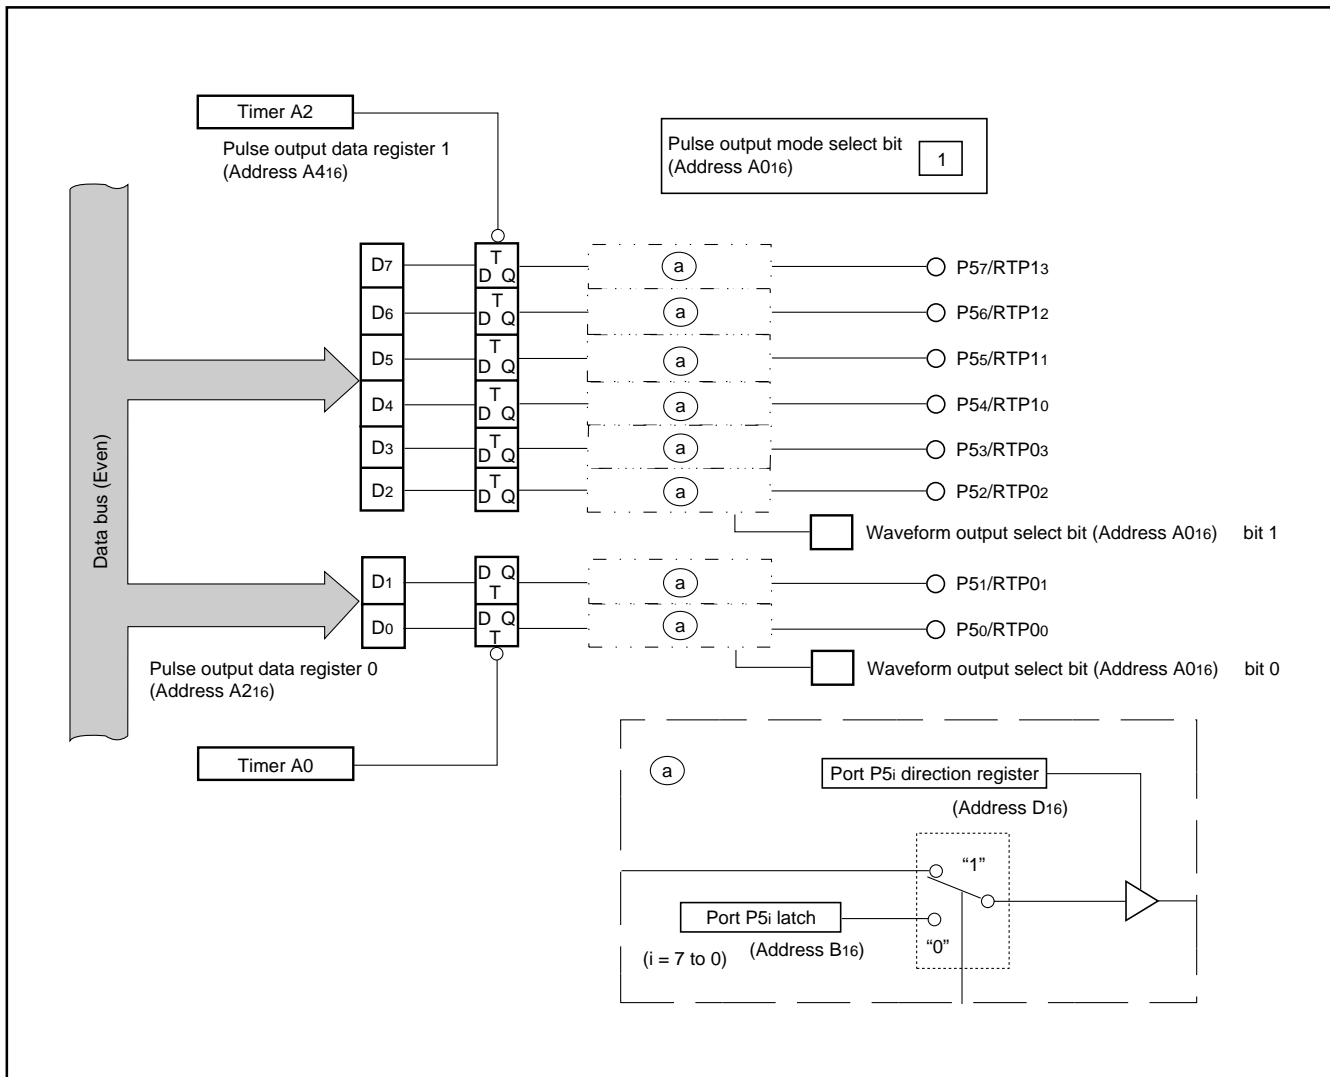 Timer A2
Pulse output data register 1
(Address A416)
Pulse output mode select bit
(Address A016)
1
Data bus (Even)
D7
T
D Q
a
P57/RTP13
D6
T
D Q
a
P56/RTP12
D5
T
D Q
a
P55/RTP11
D4
T
D Q
a
P54/RTP10
D3
T
D Q
a
P53/RTP03
D2
T
D Q
a
P52/RTP02
Waveform output select bit (Address A016) bit 1
D1
D Q
T
a
P51/RTP01
D0
D Q
T
a
P50/RTP00
Waveform output select bit (Address A016) bit 0
Pulse output data register 0
(Address A216)
Timer A0
a
Port P5i direction register
(Address D16)
“1”
Port P5i latch
(Address B16)
“0”
(i = 7 to 0)